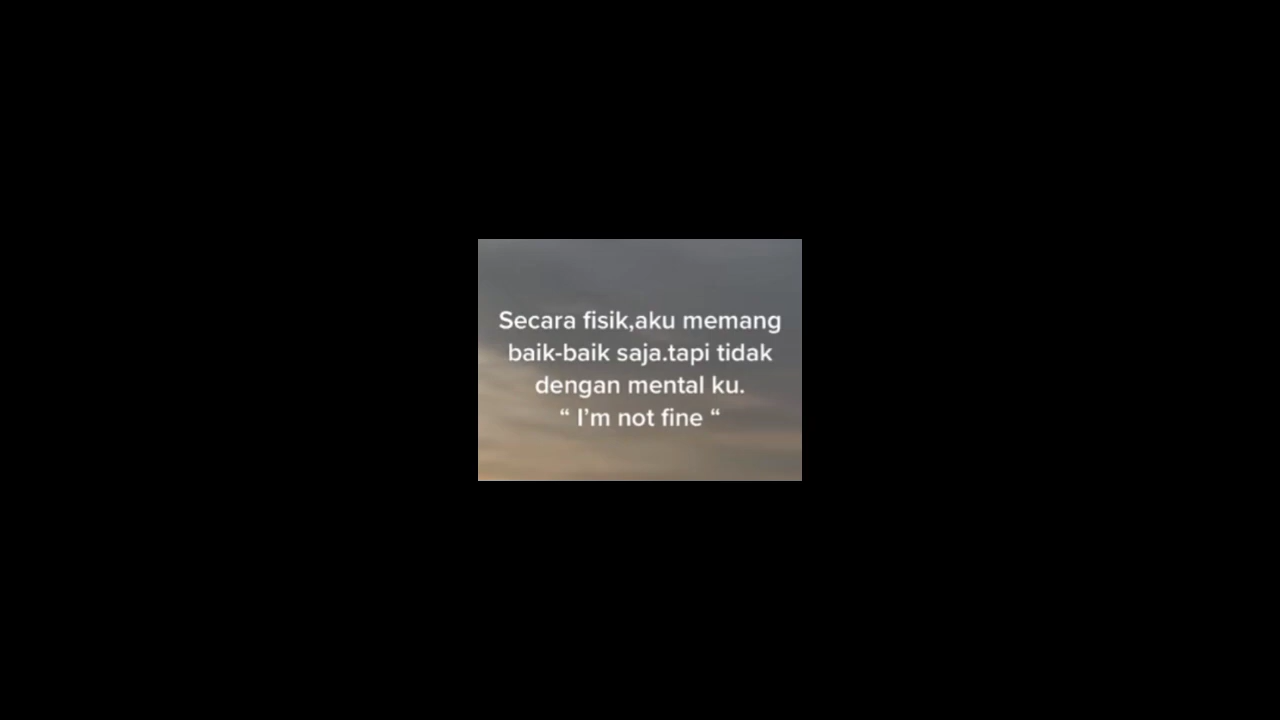 Secara fisik,aku memang
baik-baik saja.tapi tidak
dengan mental ku.
“ I’m not fine “